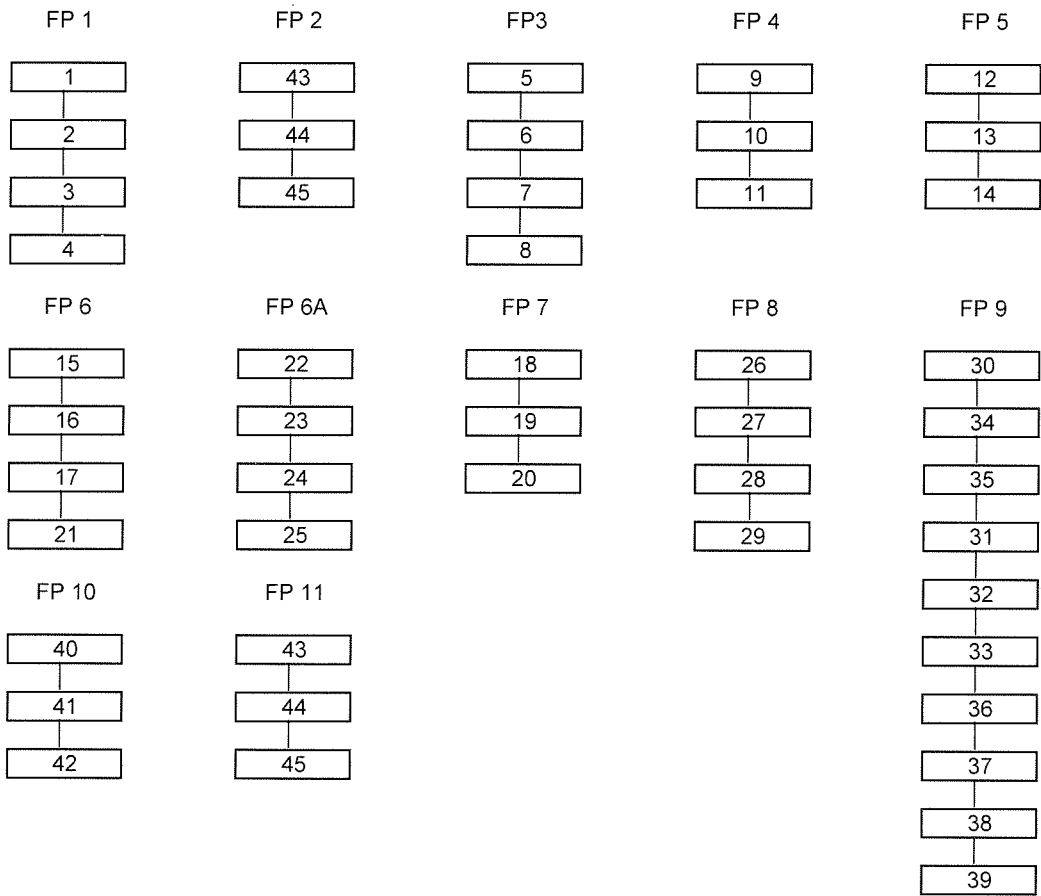 FP 1 FP 2 FP3 FP 4 FP 5
1 43 5 9 12
2 44 6 10 13
3 45 7 11 14
4 8
FP 6 FP 6A FP 7 FP 8 FP 9
15 22 18 26 30
16 23 19 27 34
17 24 20 28 35
21 25 29 31
FP 10 FP 11 32
40 43 33
41 44 36
42 45 37
38
39